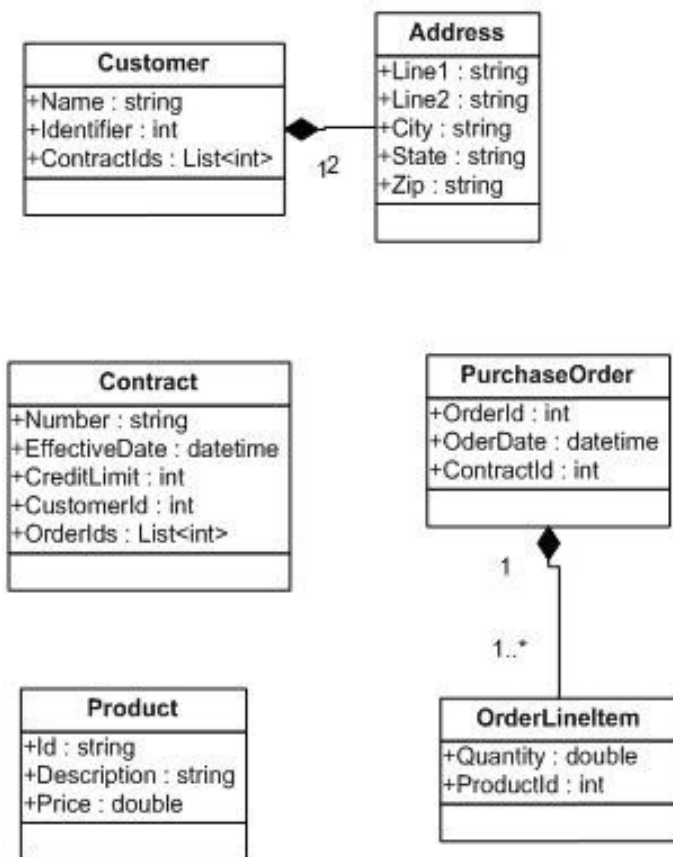 Customer
+Name : string
+Identifier : int
+ContractIds : List<int>
1 2
Address
+Line1 : string
+Line2 : string
+City : string
+State : string
+Zip : string
Contract
+Number : string
+EffectiveDate : datetime
+CreditLimit : int
+CustomerId : int
+OrderIds : List<int>
PurchaseOrder
+OrderId : int
+OderDate : datetime
+ContractId : int
1
1..*
Product
+Id : string
+Description : string
+Price : double
OrderLineItem
+Quantity : double
+ProductId : int